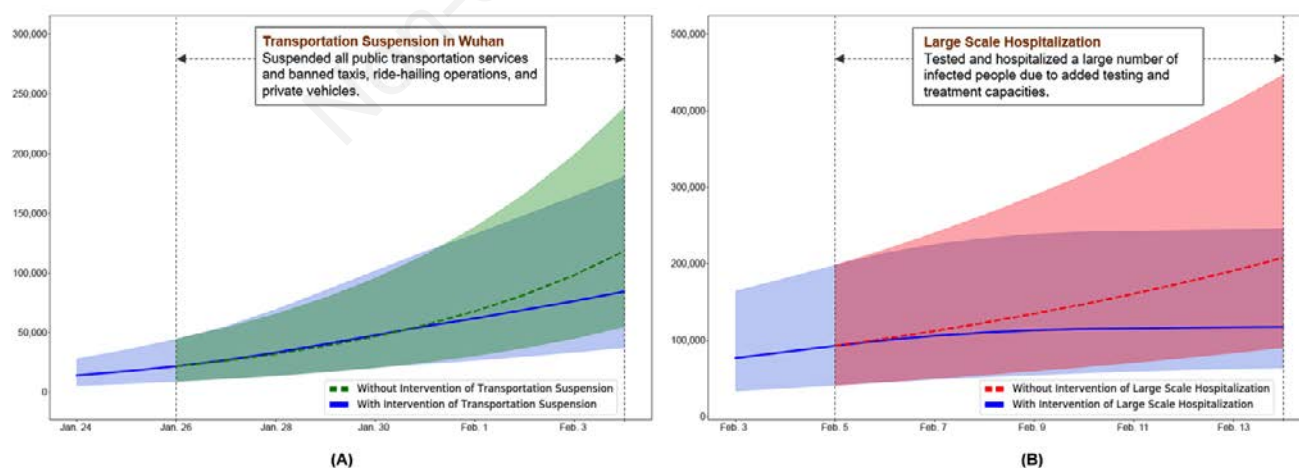 Transportation Suspension in Wuhan
Suspended all public transportation services
and banned taxis, ride-hailing operations, and
private vehicles.
300,000
250,000
200,000
150,000
100,000
50,000
0
Without Intervention of Transportation Suspension
With Intervention of Transportation Suspension
Jan. 24 Jan. 26 Jan. 28 Jan. 30 Feb. 1 Feb. 3
(A)
Large Scale Hospitalization
Tested and hospitalized a large number of
infected people due to added testing and
treatment capacities.
500,000
400,000
300,000
200,000
100,000
0
Without Intervention of Large Scale Hospitalization
With Intervention of Large Scale Hospitalization
Feb. 3 Feb. 5 Feb. 7 Feb. 9 Feb. 11 Feb. 13
(B)